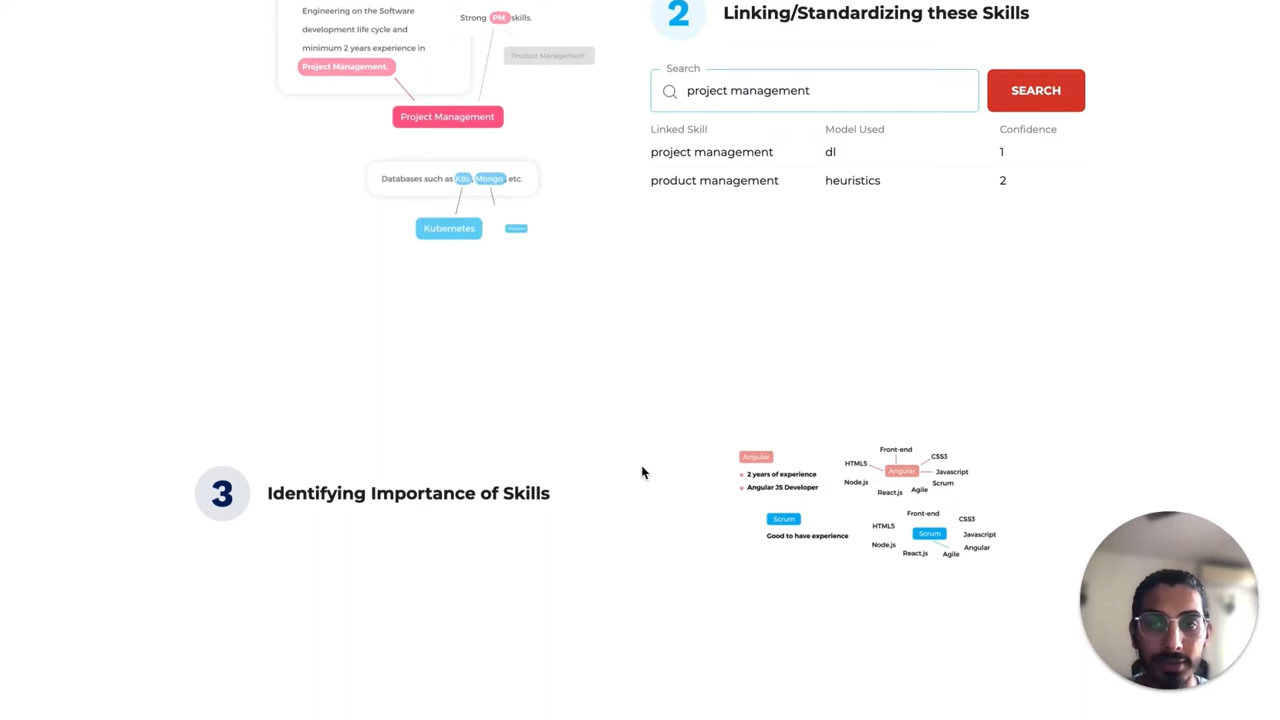 Engineering on the Software
development life cycle and
minimum 2 years experience in
Project Management.
Strong PM skills.
Product Management
Project Management
Databases such as K8s, Mongo, etc.
Kubernetes
2
Linking/Standardizing these Skills
Search
project management
SEARCH
Linked Skill Model Used Confidence
project management dl 1
product management heuristics 2
3
Identifying Importance of Skills
Angular
2 years of experience
Angular JS Developer
Front-end
HTML5
CSS3
Angular
Javascript
Node.js
Scrum
React.js
Agile
Scrum
Good to have experience
Front-end
CSS3
HTML5
Scrum
Javascript
Node.js
Angular
React.js
Agile